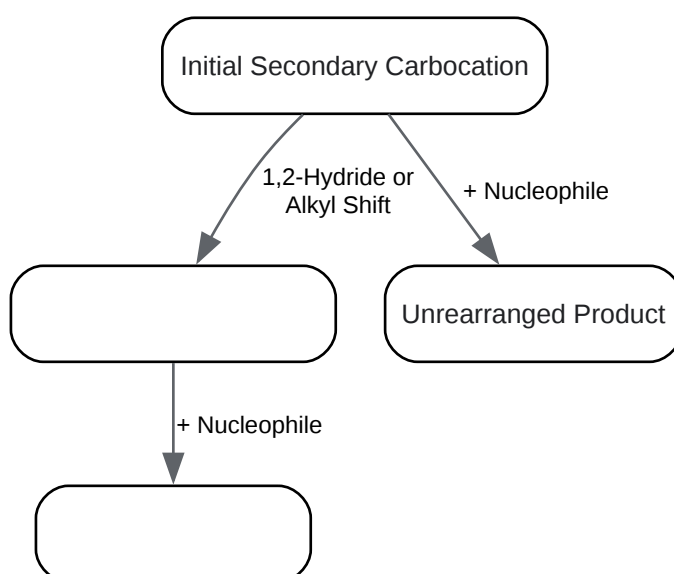 Initial Secondary Carbocation
1,2-Hydride or
Alkyl Shift
+ Nucleophile
Unrearranged Product
+ Nucleophile